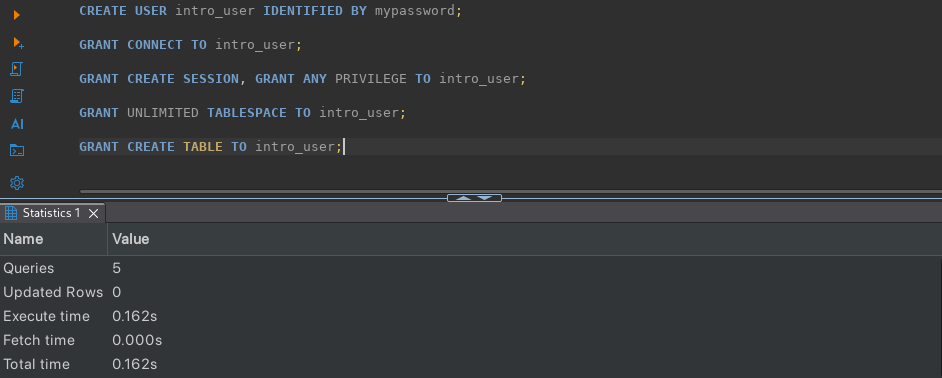 CREATE USER intro_user IDENTIFIED BY mypassword;
GRANT CONNECT TO intro_user;
GRANT CREATE SESSION, GRANT ANY PRIVILEGE TO intro_user;
GRANT UNLIMITED TABLESPACE TO intro_user;
GRANT CREATE TABLE TO intro_user;
AI
Statistics 1
Name Value
Queries 5
Updated Rows 0
Execute time 0.162s
Fetch time 0.000s
Total time 0.162s